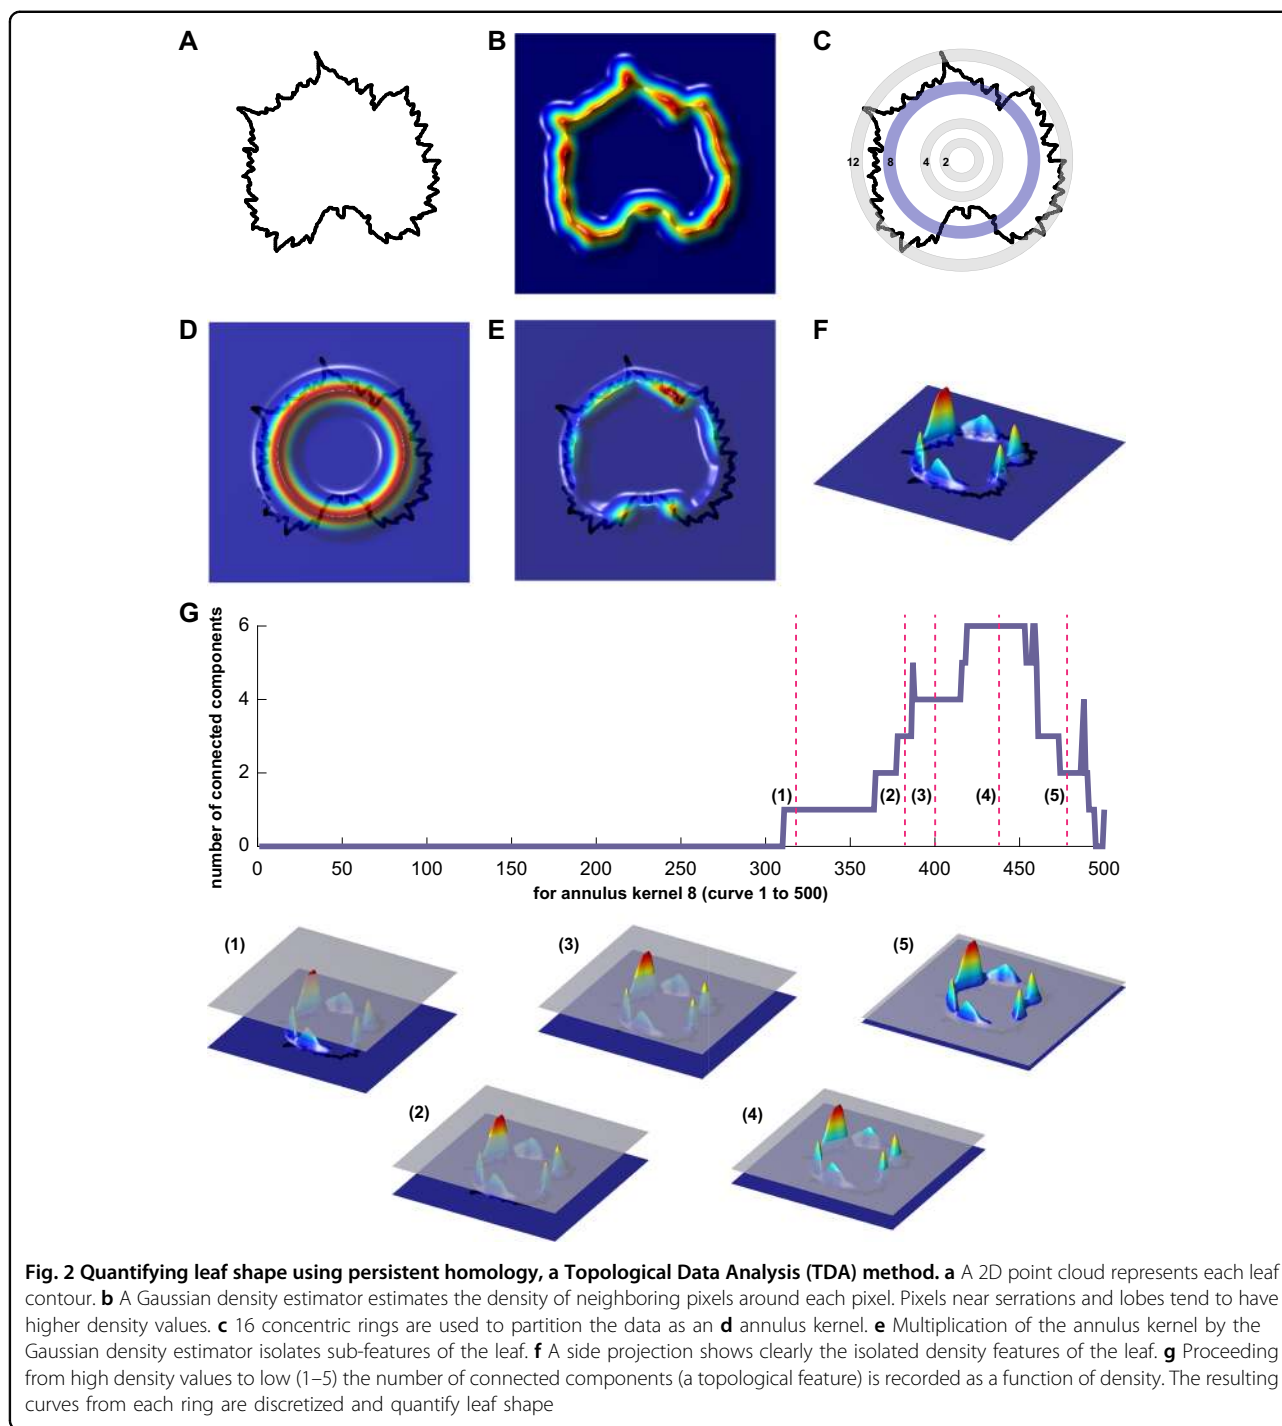 A
B
C
12
8
4
2
D
E
F
G
number of connected components
6
4
2
0
(1)
(2)
(3)
(4)
(5)
0
50
100
150
200
250
300
350
400
450
500
for annulus kernel 8 (curve 1 to 500)
(1)
(3)
(5)
(2)
(4)
Fig. 2 Quantifying leaf shape using persistent homology, a Topological Data Analysis (TDA) method. a A 2D point cloud represents each leaf
contour. b A Gaussian density estimator estimates the density of neighboring pixels around each pixel. Pixels near serrations and lobes tend to have
higher density values. c 16 concentric rings are used to partition the data as an d annulus kernel. e Multiplication of the annulus kernel by the
Gaussian density estimator isolates sub-features of the leaf. f A side projection shows clearly the isolated density features of the leaf. g Proceeding
from high density values to low (1–5) the number of connected components (a topological feature) is recorded as a function of density. The resulting
curves from each ring are discretized and quantify leaf shape